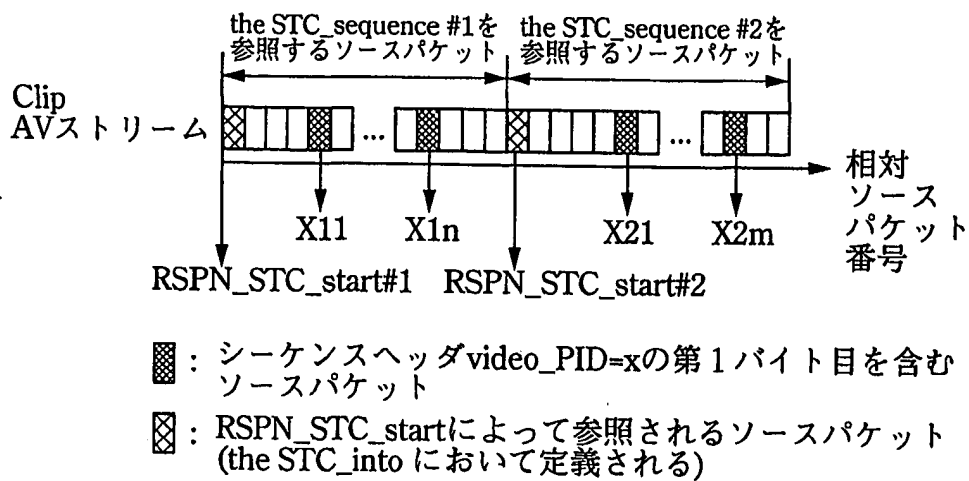 the STC_sequence #1を
参照するソースパケット
the STC_sequence #2を
参照するソースパケット
Clip
AVストリーム
...
...
相対
ソース
パケット
番号
X11
X1n
X21
X2m
RSPN_STC_start#1
RSPN_STC_start#2
: シーケンスヘッダvideo_PID=xの第1バイト目を含む
ソースパケット
: RSPN_STC_startによって参照されるソースパケット
(the STC_into において定義される)